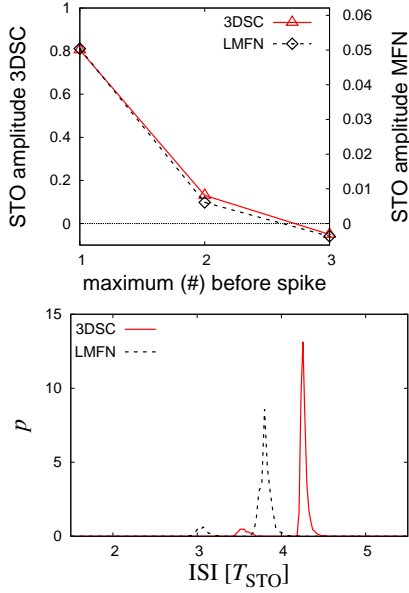 3DSC
LMFN
STO amplitude 3DSC
STO amplitude MFN
1
0.8
0.6
0.4
0.2
0
0.06
0.05
0.04
0.03
0.02
0.01
0
1 2 3
maximum (#) before spike
3DSC
LMFN
p
15
10
5
0
2 3 4 5
ISI [T_STO]